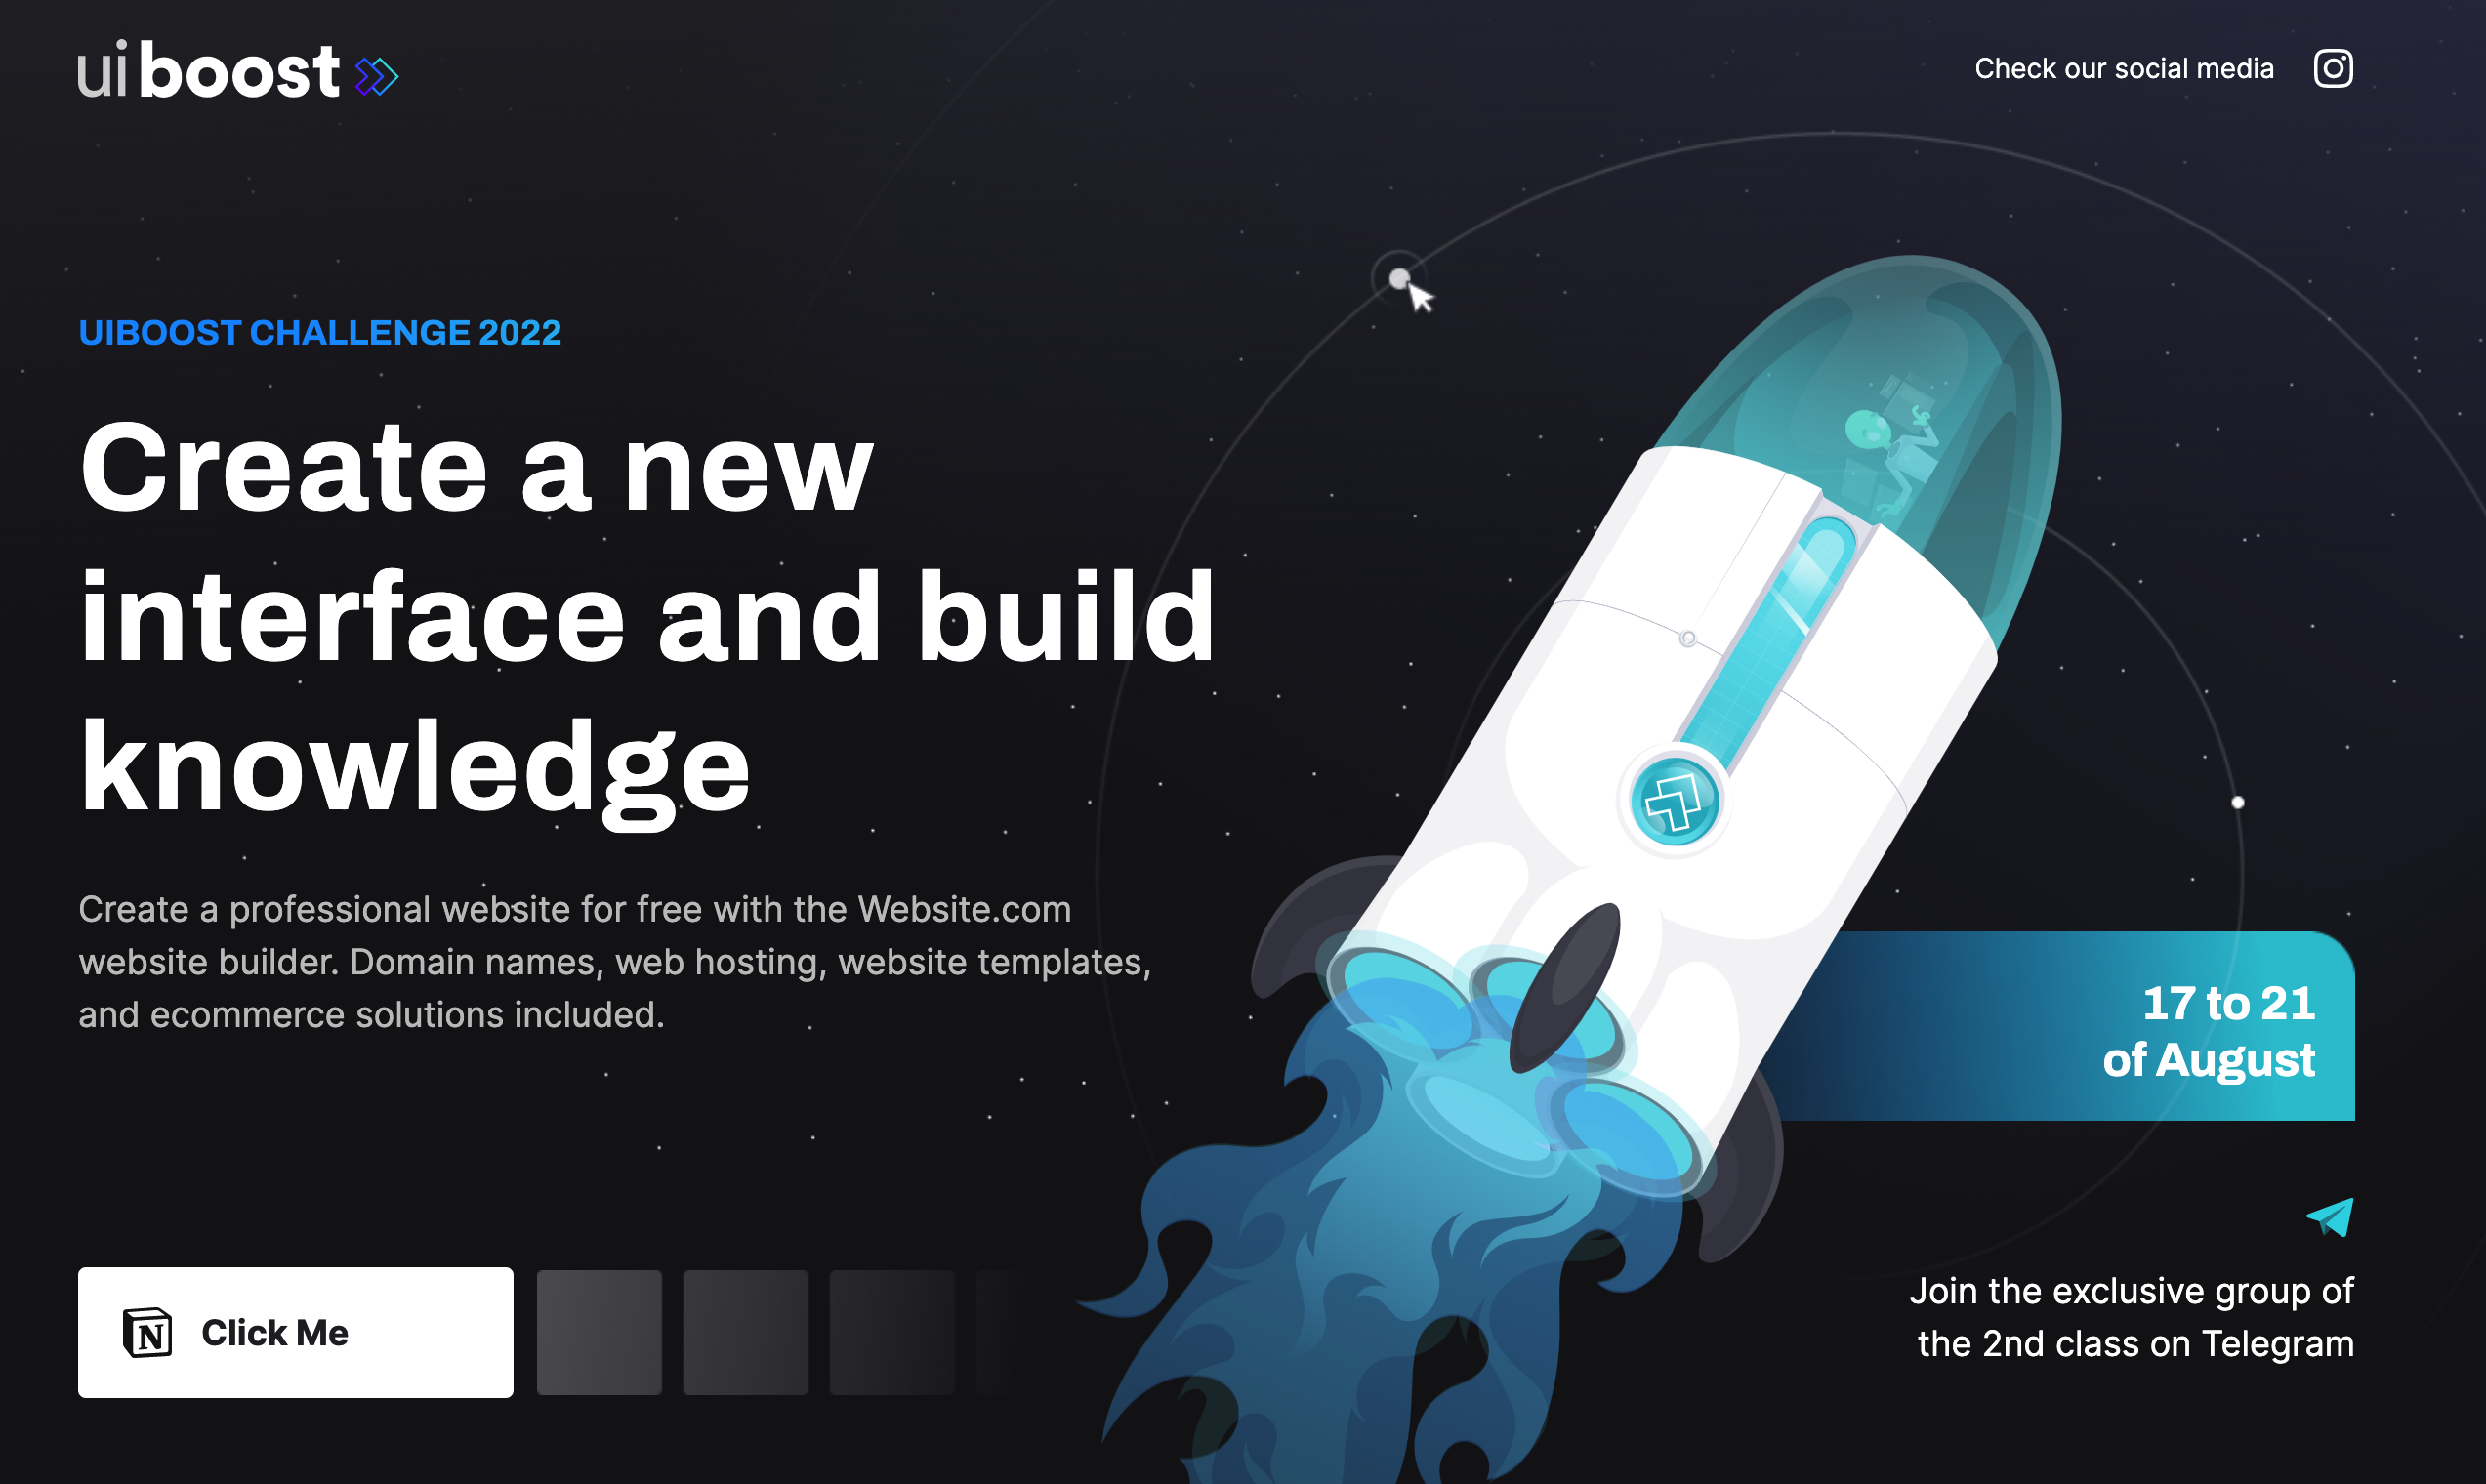 uiboost
Check our social media
UIBOOST CHALLENGE 2022
Create a new
interface and build
knowledge
Create a professional website for free with the Website.com
website builder. Domain names, web hosting, website templates,
and ecommerce solutions included.
17 to 21
of August
N Click Me
Join the exclusive group of
the 2nd class on Telegram